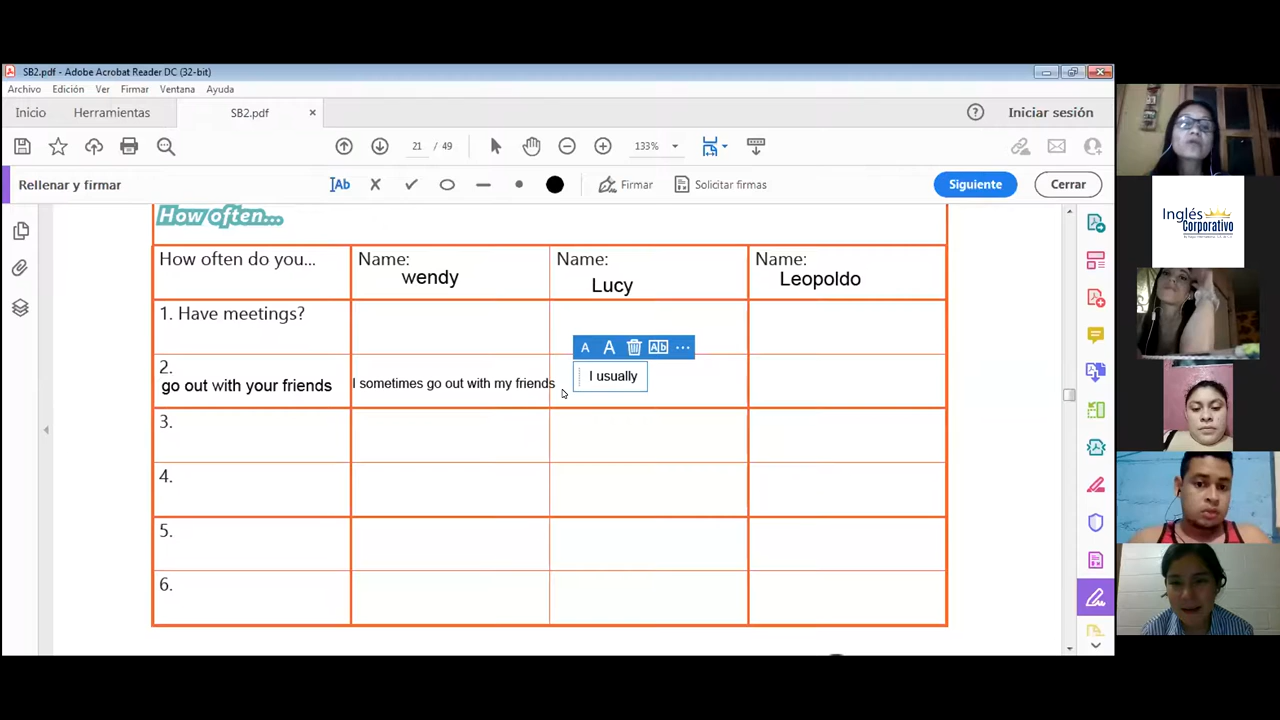 SB2.pdf - Adobe Acrobat Reader DC (32-bit)
Archivo Edición Ver Firmar Ventana Ayuda
Inicio Herramientas SB2.pdf × Iniciar sesión
21 / 49 133%
Rellenar y firmar Ab Firmar Solicitar firmas Siguiente Cerrar
How often...
How often do you... Name: Name: Name:
wendy Lucy Leopoldo
1. Have meetings?
A A Ab ...
2.
go out with your friends I sometimes go out with my friends I usually
3.
4.
5.
6.
Inglés
Corporativo